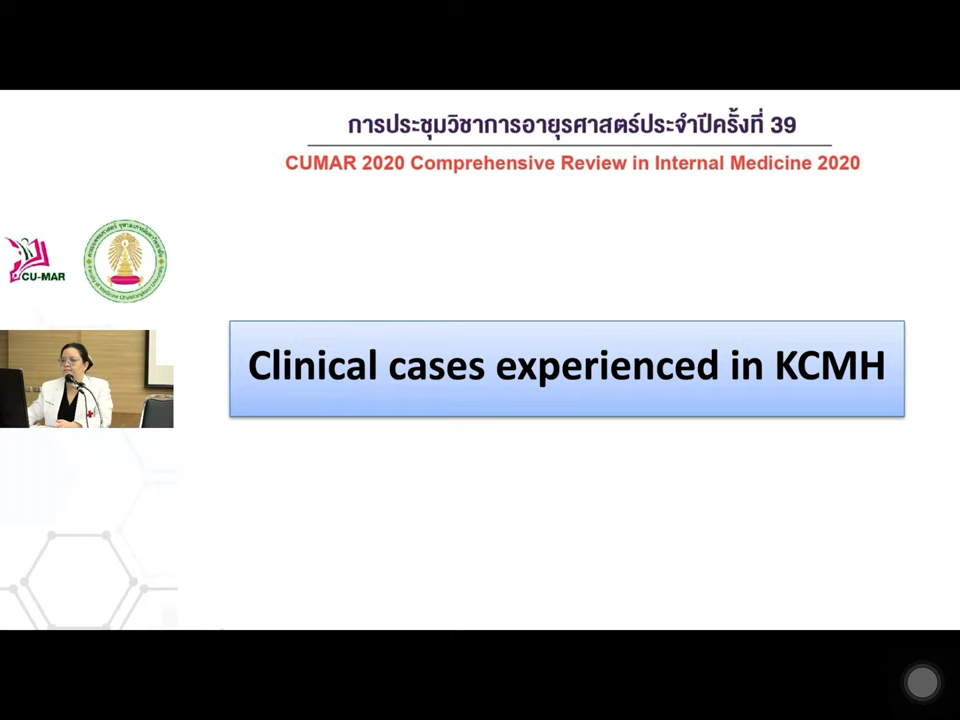 การประชุมวิชาการอายุรศาสตร์ประจำปีครั้งที่ 39
CUMAR 2020 Comprehensive Review in Internal Medicine 2020
CU-MAR
Clinical cases experienced in KCMH